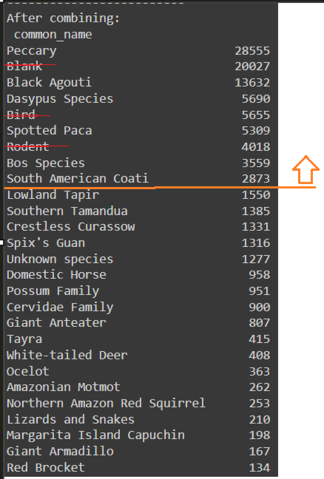 After combining:
common_name
Peccary 28555
Blank 20027
Black Agouti 13632
Dasypus Species 5690
Bird 5655
Spotted Paca 5309
Rodent 4018
Bos Species 3559
South American Coati 2873
Lowland Tapir 1550
Southern Tamandua 1385
Crestless Curassow 1331
Spix's Guan 1316
Unknown species 1277
Domestic Horse 958
Possum Family 951
Cervidae Family 900
Giant Anteater 807
Tayra 415
White-tailed Deer 408
Ocelot 363
Amazonian Motmot 262
Northern Amazon Red Squirrel 253
Lizards and Snakes 210
Margarita Island Capuchin 198
Giant Armadillo 167
Red Brocket 134